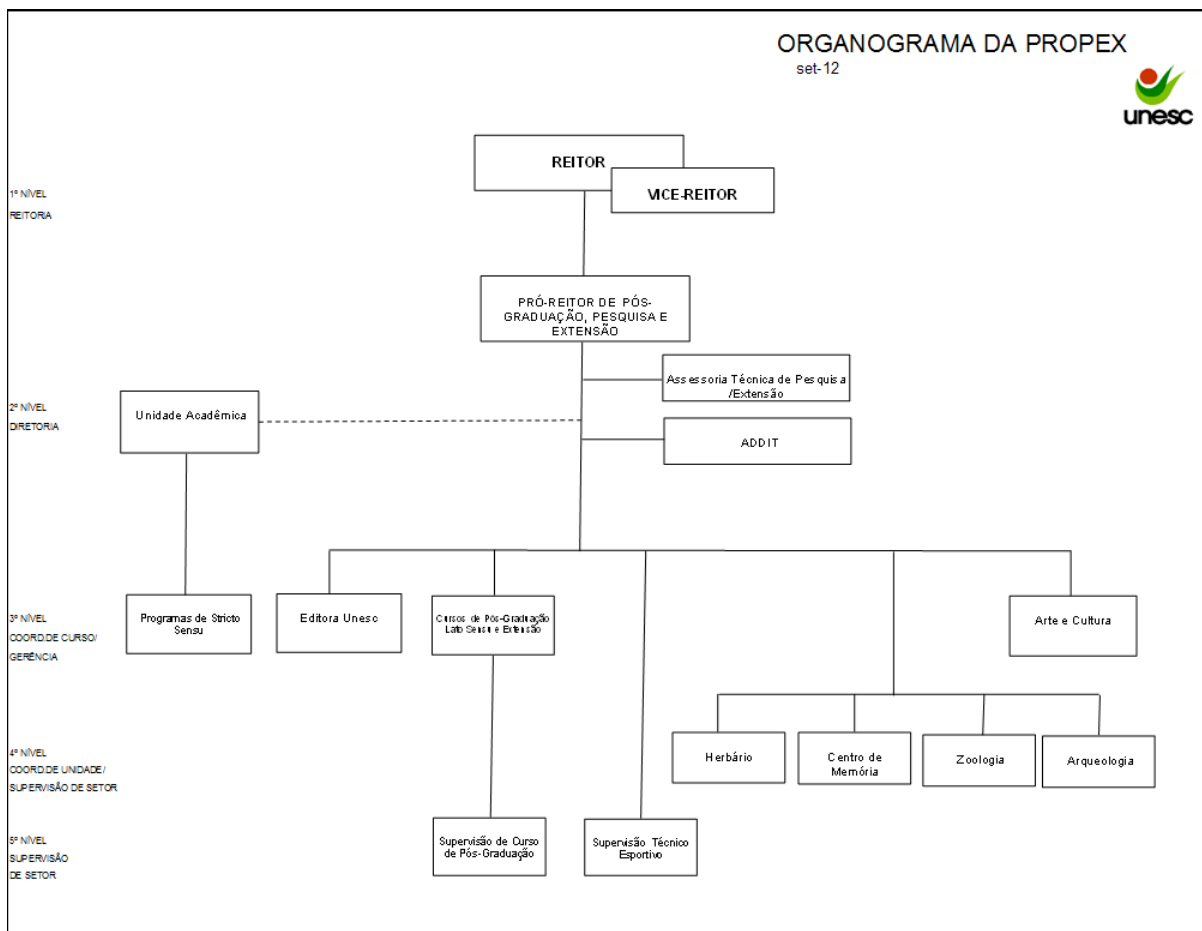 ORGANOGRAMA DA PROPEX
set-12
unesc
REITOR
VICE-REITOR
1º NÍVEL
REITORIA
PRÓ-REITOR DE PÓS-
GRADUAÇÃO, PESQUISA E
EXTENSÃO
Assessoria Técnica de Pesquisa
/Extensão
2º NÍVEL
DIRETORIA
Unidade Acadêmica
ADDIT
3º NÍVEL
COORD.DE CURSO/
GERÊNCIA
Programas de Stricto
Sensu
Editora Unesc
Cursos de Pós-Graduação
Lato Sensu e Extensão
Arte e Cultura
4º NÍVEL
COORD.DE UNIDADE/
SUPERVISÃO DE SETOR
Herbário
Centro de
Memória
Zoologia
Arqueologia
5º NÍVEL
SUPERVISÃO
DE SETOR
Supervisão de Curso
de Pós-Graduação
Supervisão Técnico
Esportivo